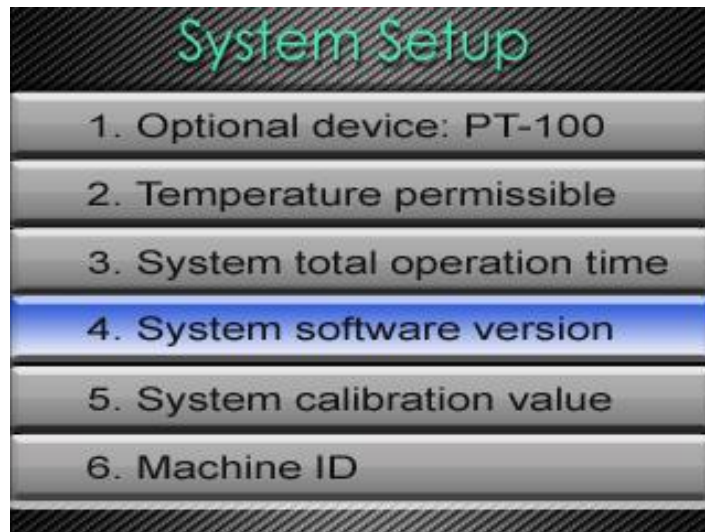 System Setup
1. Optional device: PT-100
2. Temperature permissible
3. System total operation time
4. System software version
5. System calibration value
6. Machine ID